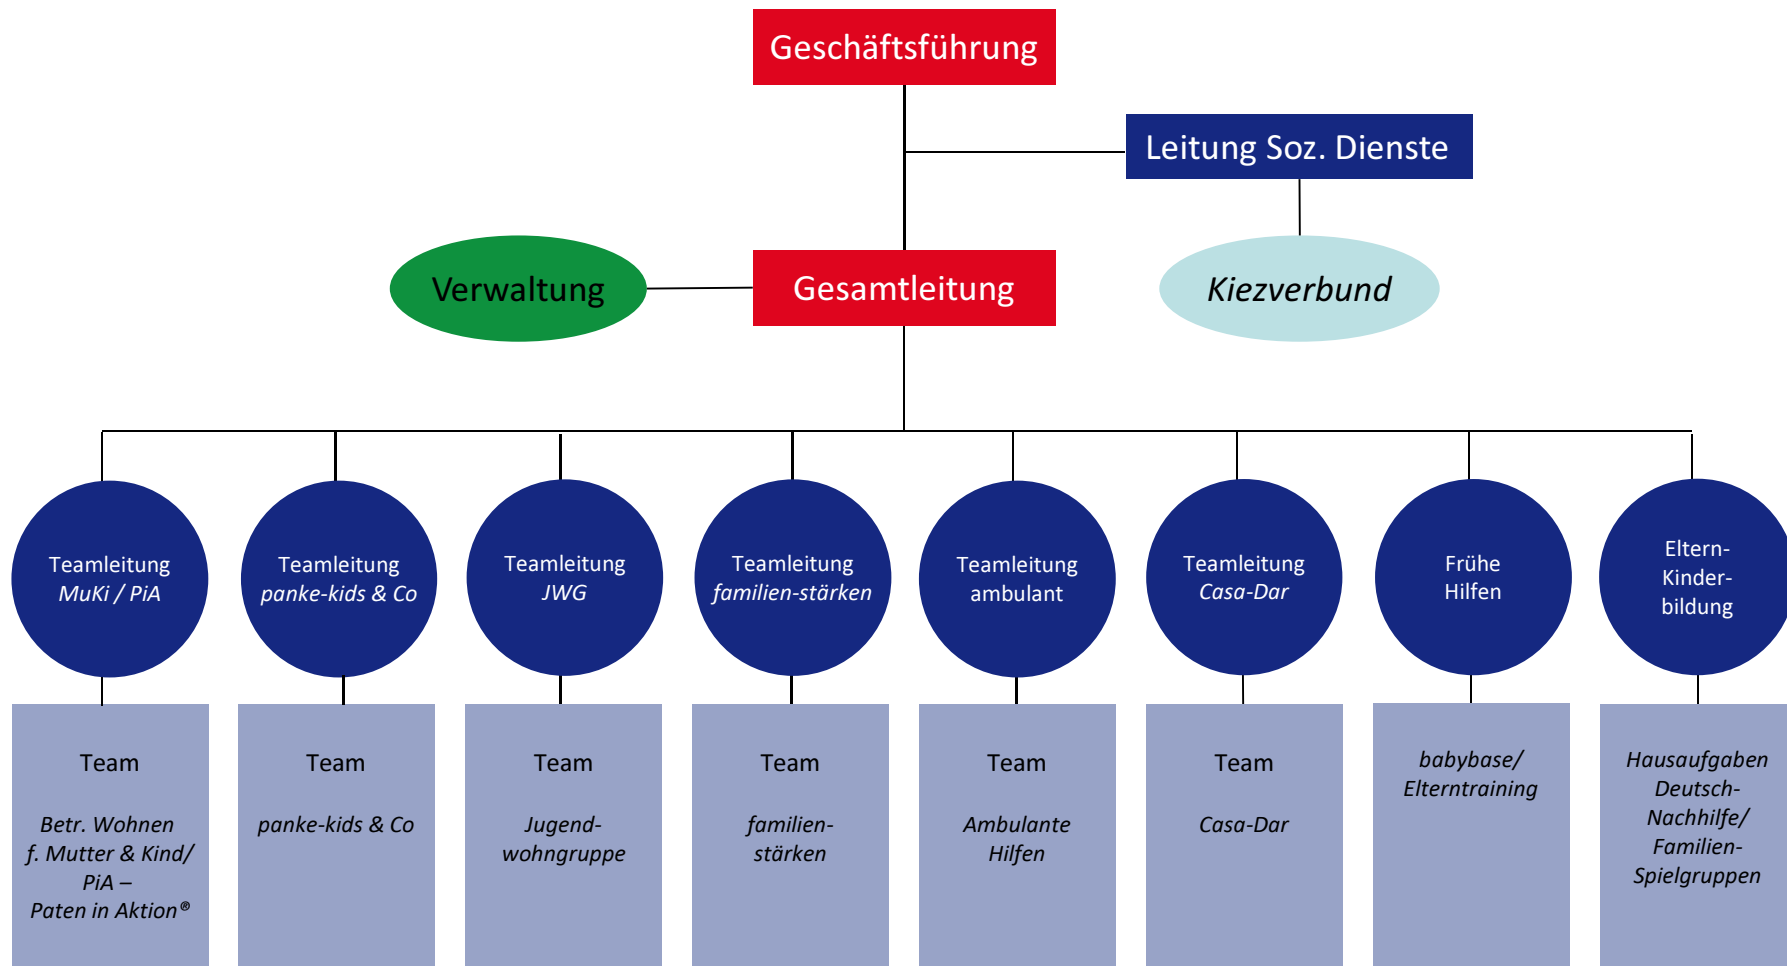 Geschäftsführung
Leitung Soz. Dienste
Verwaltung
Gesamtleitung
Kiezverbund
Teamleitung
MuKi / PiA
Teamleitung
panke-kids & Co
Teamleitung
JWG
Teamleitung
familien-stärken
Teamleitung
ambulant
Teamleitung
Casa-Dar
Frühe
Hilfen
Eltern-
Kinder-
bildung
Team
Betr. Wohnen
f. Mutter & Kind/
PiA –
Paten in Aktion®
Team
panke-kids & Co
Team
Jugend-
wohngruppe
Team
familien-
stärken
Team
Ambulante
Hilfen
Team
Casa-Dar
babybase/
Elterntraining
Hausaufgaben
Deutsch-
Nachhilfe/
Familien-
Spielgruppen